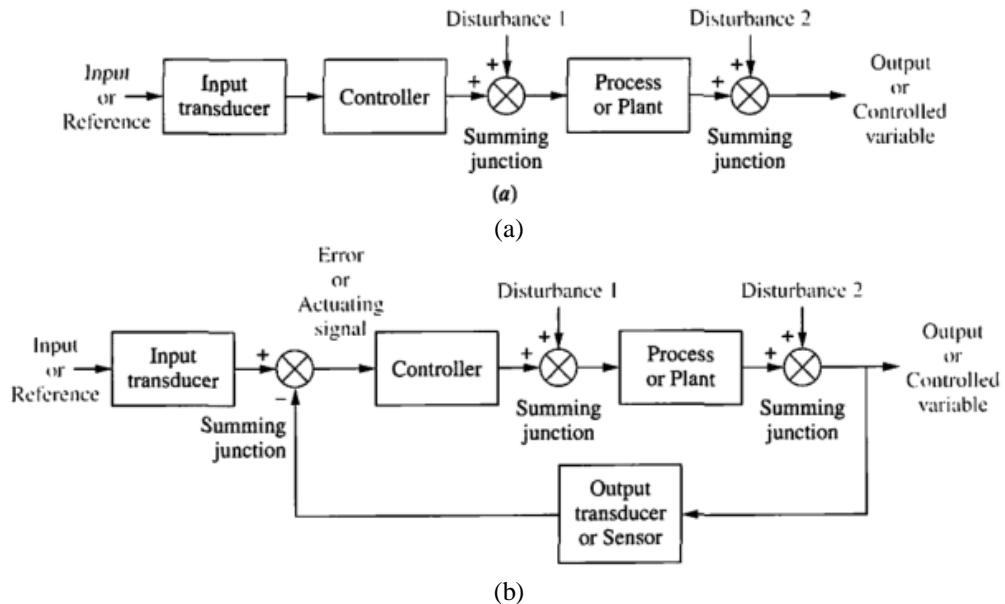 Disturbance 1
Disturbance 2
Input
or
Reference
Input
transducer
Controller
+
+
Summing
junction
Process
or Plant
+
+
Summing
junction
Output
or
Controlled
variable
(a)
(a)
Error
or
Actuating
signal
Disturbance 1
Disturbance 2
Input
or
Reference
Input
transducer
+
−
Summing
junction
Controller
+
+
Summing
junction
Process
or Plant
+
+
Summing
junction
Output
or
Controlled
variable
Output
transducer
or Sensor
(b)